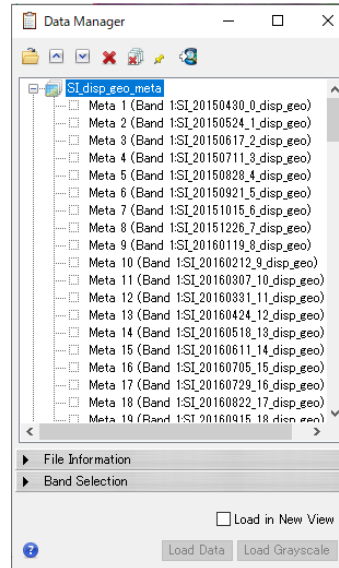 Data Manager
SI_disp_geo_meta
Meta 1 (Band 1:SI_20150430_0_disp_geo)
Meta 2 (Band 1:SI_20150524_1_disp_geo)
Meta 3 (Band 1:SI_20150617_2_disp_geo)
Meta 4 (Band 1:SI_20150711_3_disp_geo)
Meta 5 (Band 1:SI_20150828_4_disp_geo)
Meta 6 (Band 1:SI_20150921_5_disp_geo)
Meta 7 (Band 1:SI_20151015_6_disp_geo)
Meta 8 (Band 1:SI_20151226_7_disp_geo)
Meta 9 (Band 1:SI_20160119_8_disp_geo)
Meta 10 (Band 1:SI_20160212_9_disp_geo)
Meta 11 (Band 1:SI_20160307_10_disp_geo)
Meta 12 (Band 1:SI_20160331_11_disp_geo)
Meta 13 (Band 1:SI_20160424_12_disp_geo)
Meta 14 (Band 1:SI_20160518_13_disp_geo)
Meta 15 (Band 1:SI_20160611_14_disp_geo)
Meta 16 (Band 1:SI_20160705_15_disp_geo)
Meta 17 (Band 1:SI_20160729_16_disp_geo)
Meta 18 (Band 1:SI_20160822_17_disp_geo)
Meta 19 (Band 1:SI_20160915_18_disp_geo)
File Information
Band Selection
Load in New View
Load Data Load Grayscale